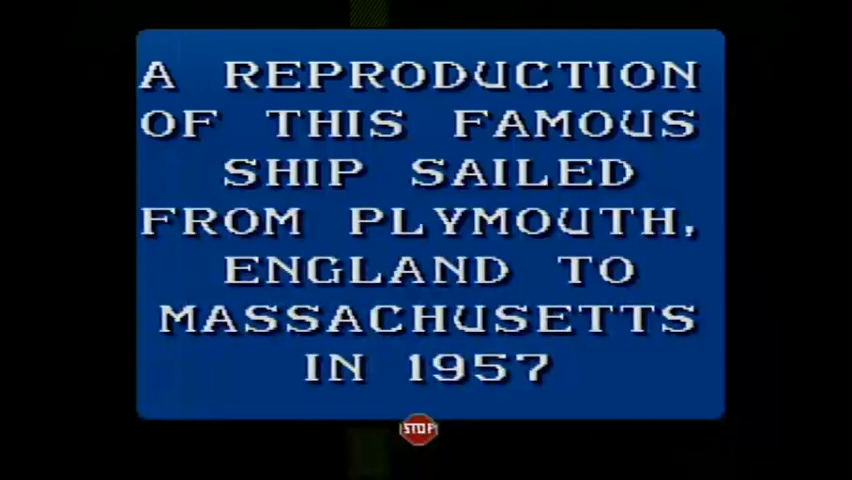 A REPRODUCTION
OF THIS FAMOUS
SHIP SAILED
FROM PLYMOUTH,
ENGLAND TO
MASSACHUSETTS
IN 1957
STOP